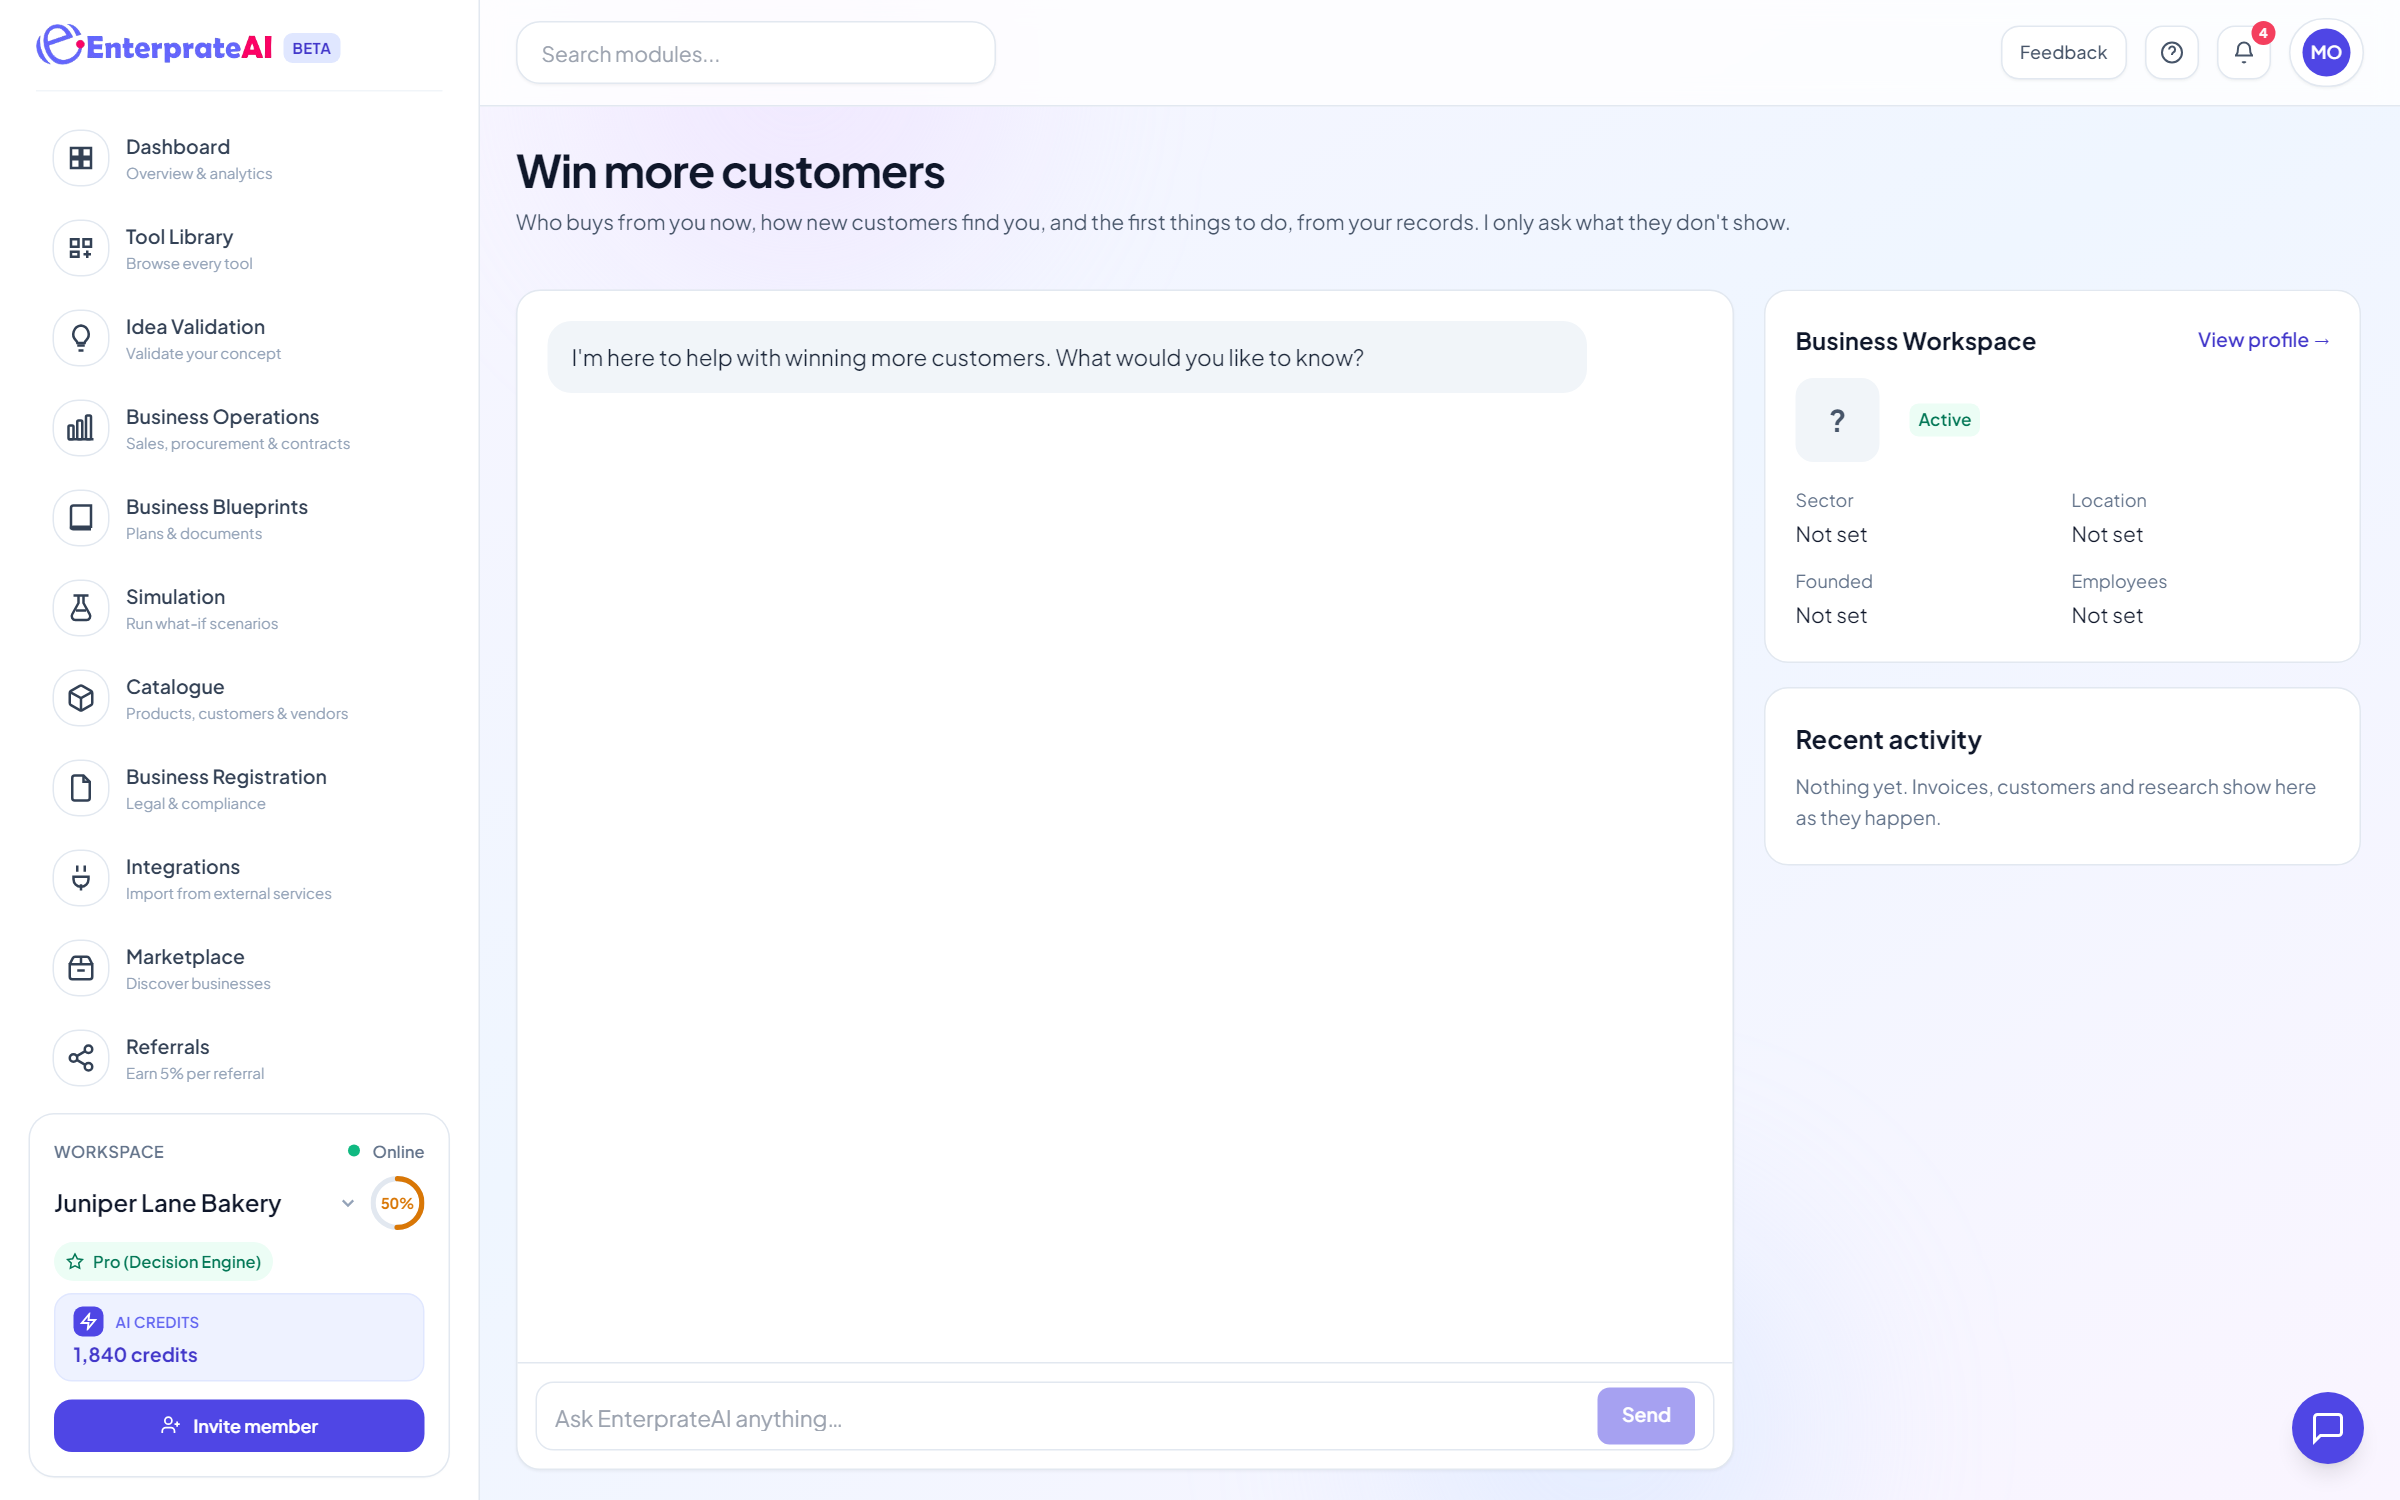 EnterprateAI BETA
Search modules...
Feedback
4
MO
Dashboard
Overview & analytics
Tool Library
Browse every tool
Idea Validation
Validate your concept
Business Operations
Sales, procurement & contracts
Business Blueprints
Plans & documents
Simulation
Run what-if scenarios
Catalogue
Products, customers & vendors
Business Registration
Legal & compliance
Integrations
Import from external services
Marketplace
Discover businesses
Referrals
Earn 5% per referral
WORKSPACE
Online
Juniper Lane Bakery
50%
Pro (Decision Engine)
AI CREDITS
1,840 credits
Invite member
Win more customers
Who buys from you now, how new customers find you, and the first things to do, from your records. I only ask what they don't show.
I'm here to help with winning more customers. What would you like to know?
Ask EnterprateAI anything...
Send
Business Workspace
View profile →
?
Active
Sector
Location
Not set
Not set
Founded
Employees
Not set
Not set
Recent activity
Nothing yet. Invoices, customers and research show here
as they happen.